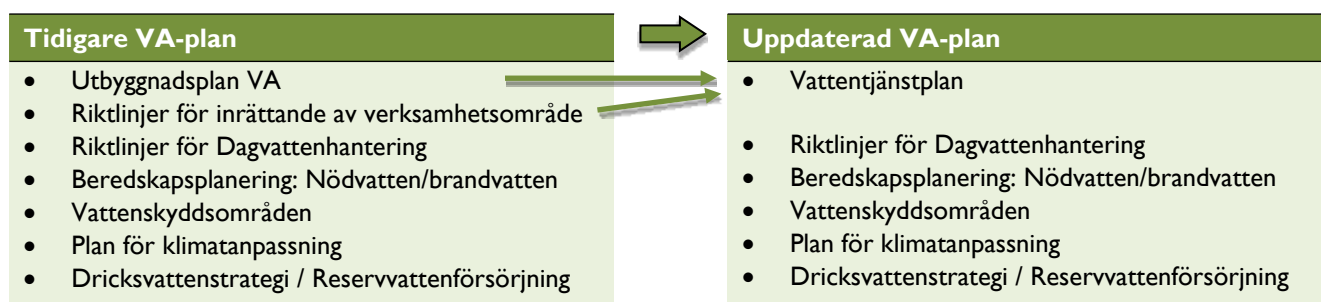 Tidigare VA-plan
• Utbyggnadsplan VA
• Riktlinjer för inrättande av verksamhetsområde
• Riktlinjer för Dagvattenhantering
• Beredskapsplanering: Nödvatten/brandvatten
• Vattenskyddsområden
• Plan för klimatanpassning
• Dricksvattenstrategi / Reservvattenförsörjning
Uppdaterad VA-plan
• Vattentjänstplan
• Riktlinjer för Dagvattenhantering
• Beredskapsplanering: Nödvatten/brandvatten
• Vattenskyddsområden
• Plan för klimatanpassning
• Dricksvattenstrategi / Reservvattenförsörjning